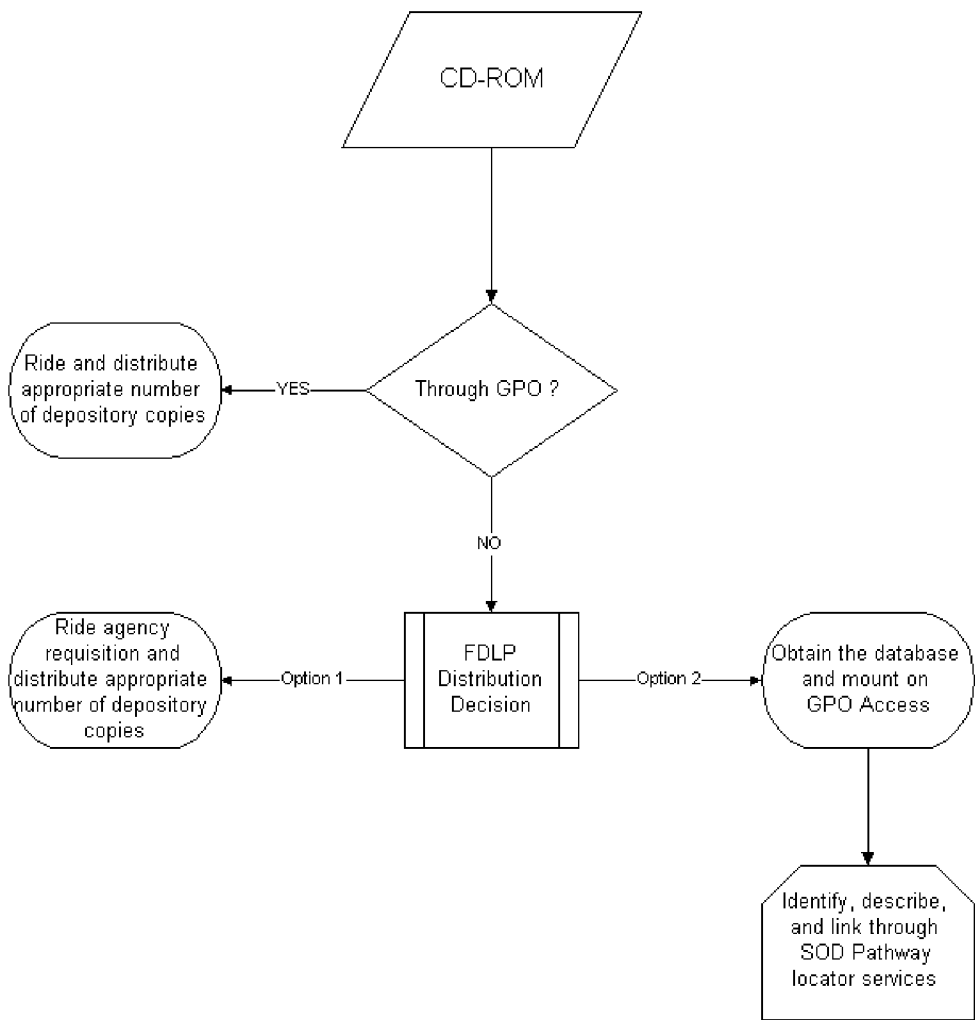 CD-ROM
Through GPO ?
YES
Ride and distribute
appropriate number
of depository copies
NO
FDLP
Distribution
Decision
Option 1
Ride agency
requisition and
distribute appropriate
number of depository
copies
Option 2
Obtain the database
and mount on
GPO Access
Identify, describe,
and link through
SOD Pathway
locator services